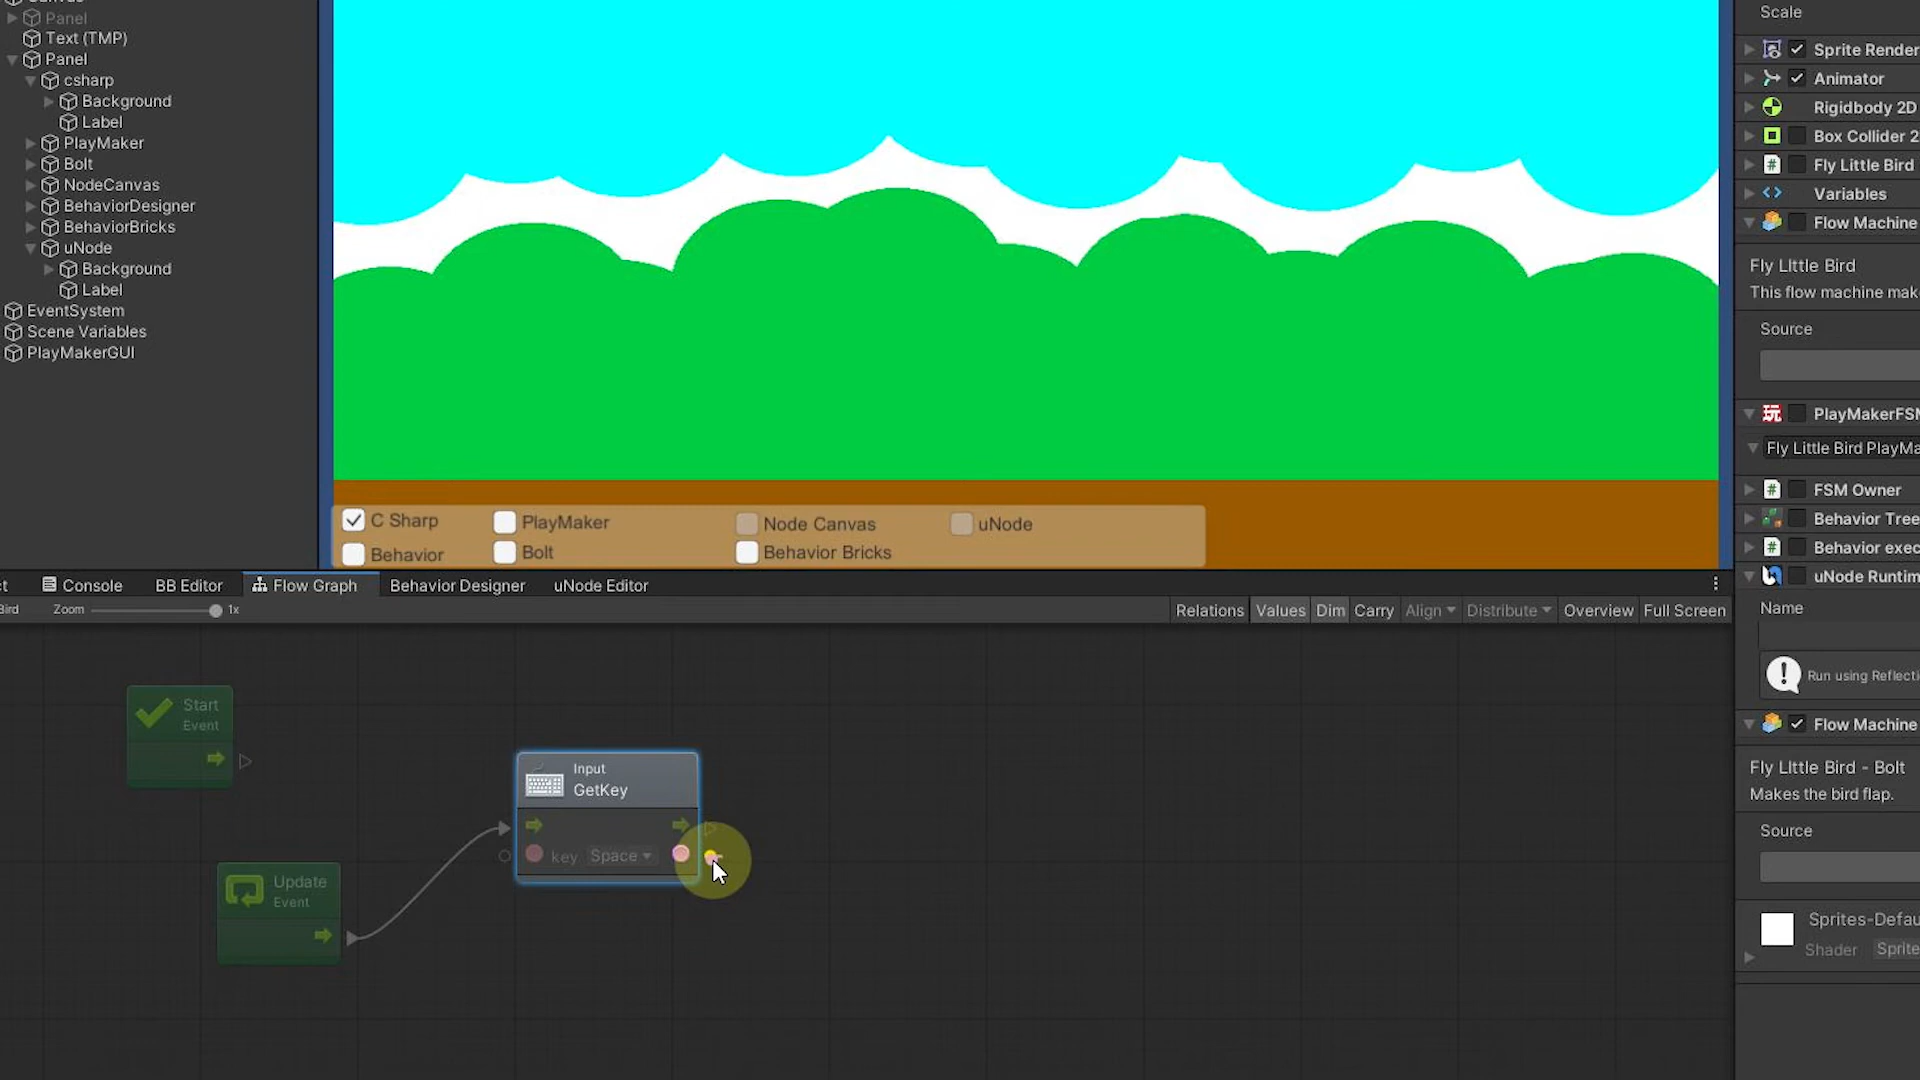 Panel
Text (TMP)
Panel
csharp
Background
Label
PlayMaker
Bolt
NodeCanvas
BehaviorDesigner
BehaviorBricks
uNode
Background
Label
EventSystem
Scene Variables
PlayMakerGUI
C Sharp
PlayMaker
Node Canvas
uNode
Behavior
Bolt
Behavior Bricks
Console
BB Editor
Flow Graph
Behavior Designer
uNode Editor
Bird
Zoom
1x
Relations
Values
Dim
Carry
Align
Distribute
Overview
Full Screen
Start
Event
Update
Event
Input
GetKey
key
Space
Scale
Sprite Render
Animator
Rigidbody 2D
Box Collider 2
Fly Little Bird
Variables
Flow Machine
Fly LIttle Bird
This flow machine mak
Source
PlayMakerFSM
Fly Little Bird PlayMa
FSM Owner
Behavior Tree
Behavior exec
uNode Runtim
Name
Run using Reflecti
Flow Machine
Fly LIttle Bird - Bolt
Makes the bird flap.
Source
Sprites-Defau
Shader
Sprite